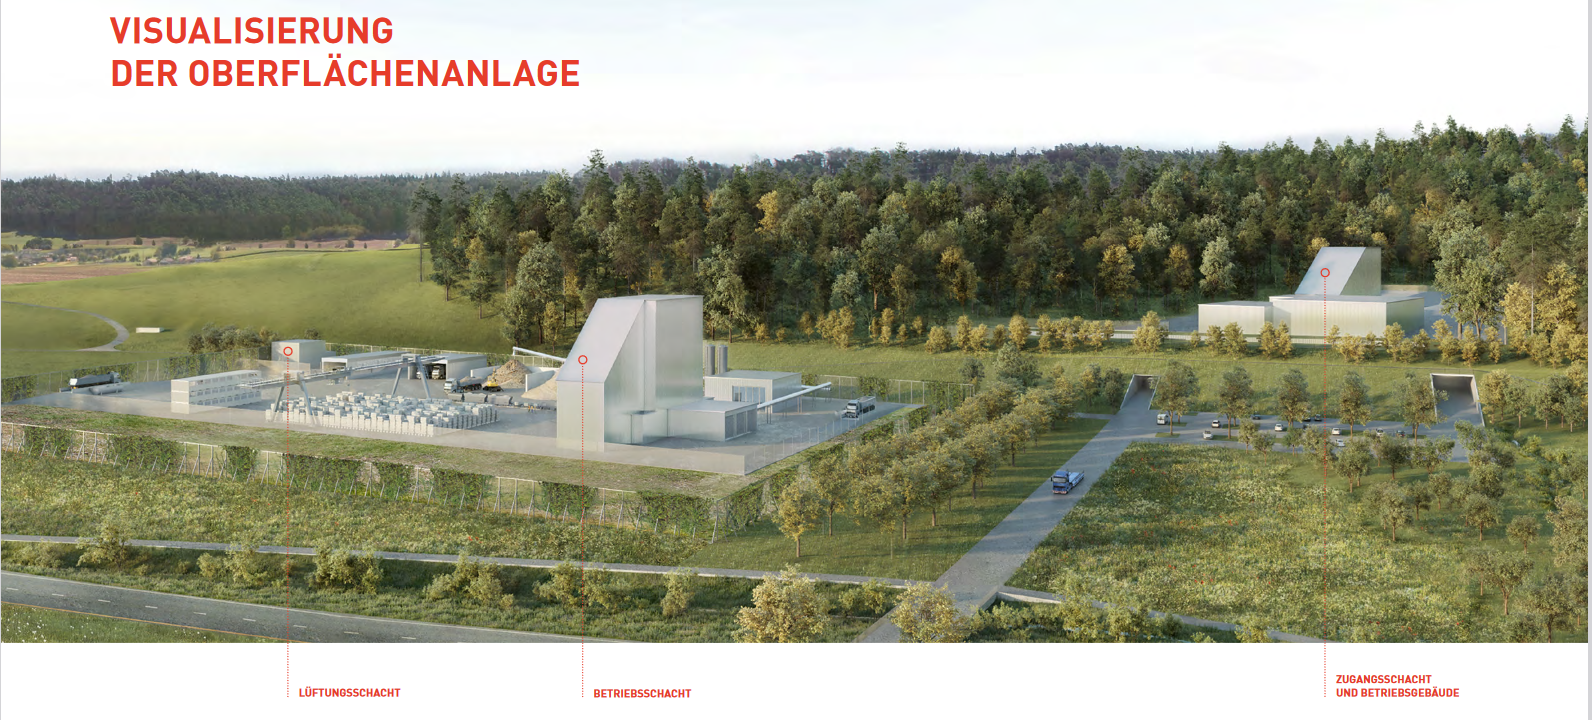 VISUALISIERUNG
DER OBERFLÄCHENANLAGE
LÜFTUNGSSCHACHT
BETRIEBSSCHACHT
ZUGANGSSCHACHT
UND BETRIEBSGEBÄUDE